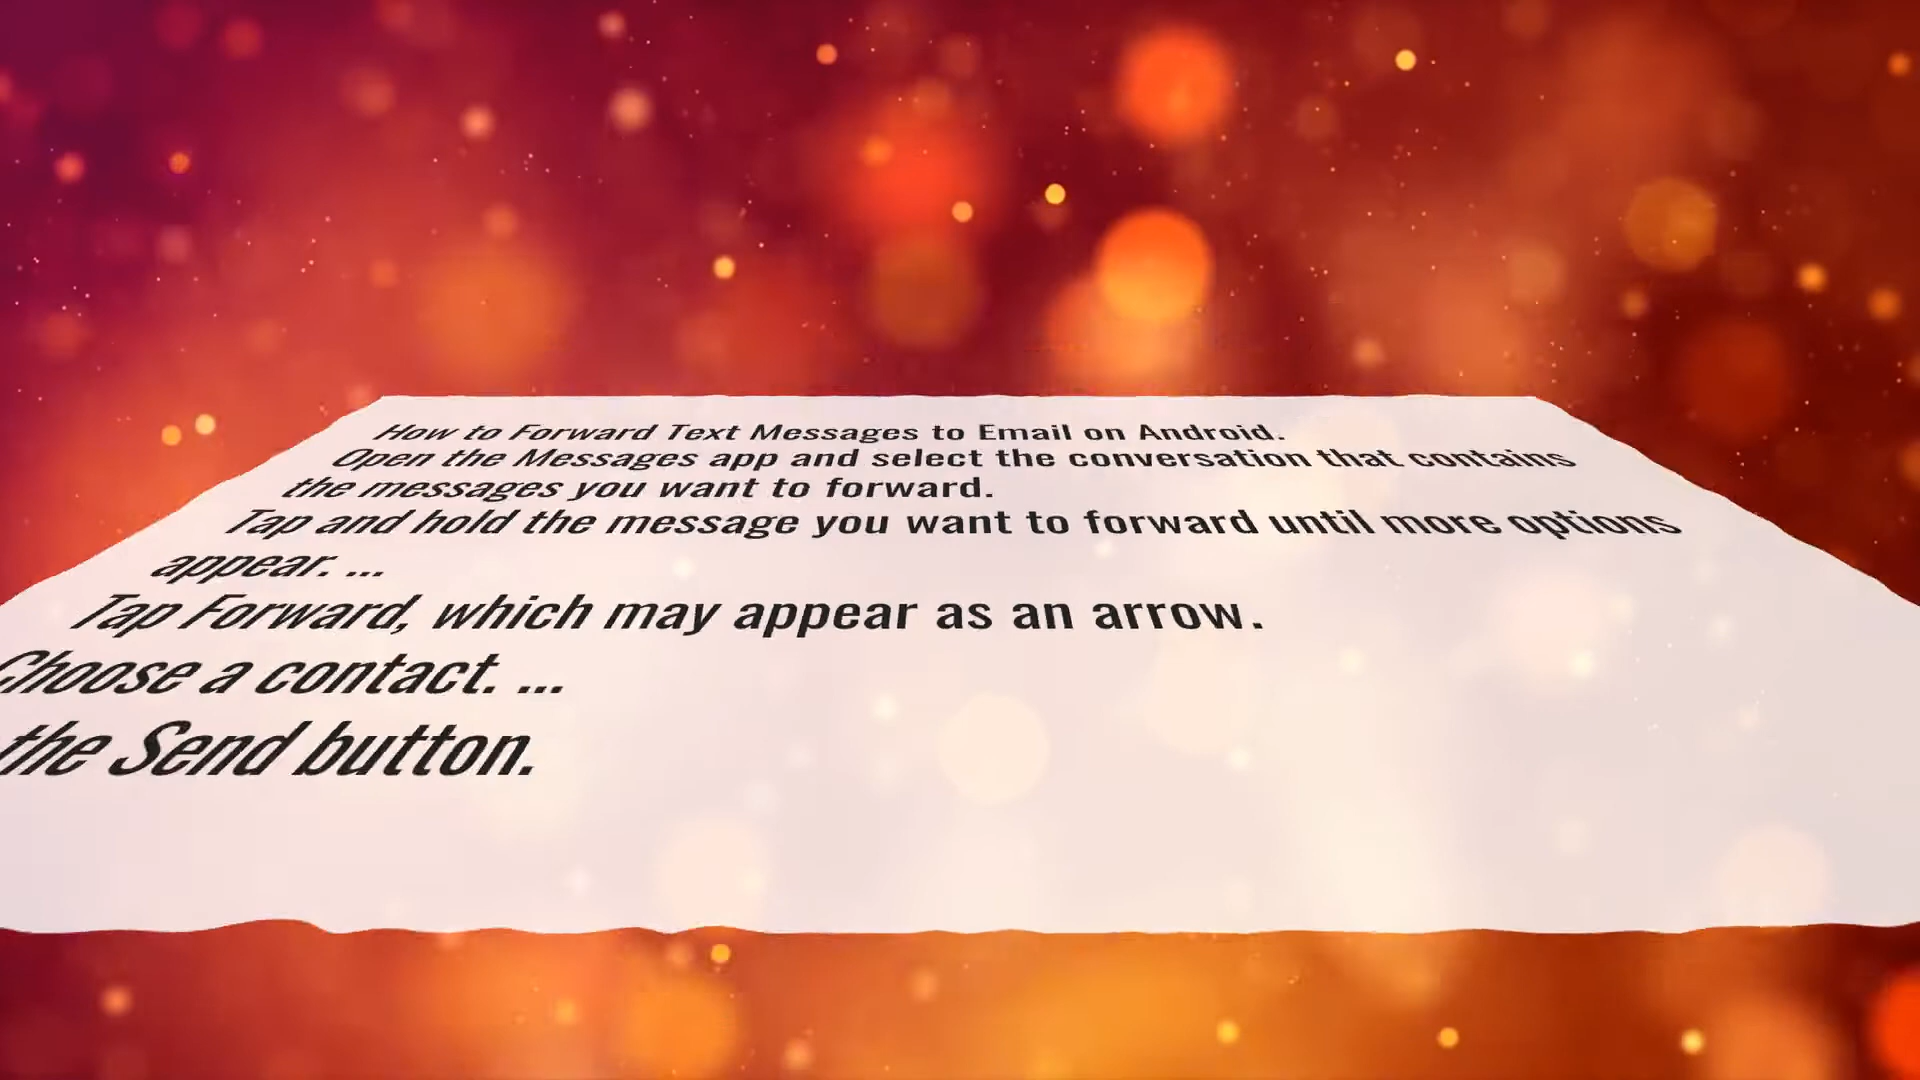 How to Forward Text Messages to Email on Android.
Open the Messages app and select the conversation that contains
the messages you want to forward.
Tap and hold the message you want to forward until more options
appear. ...
Tap Forward, which may appear as an arrow.
Choose a contact. ...
the Send button.